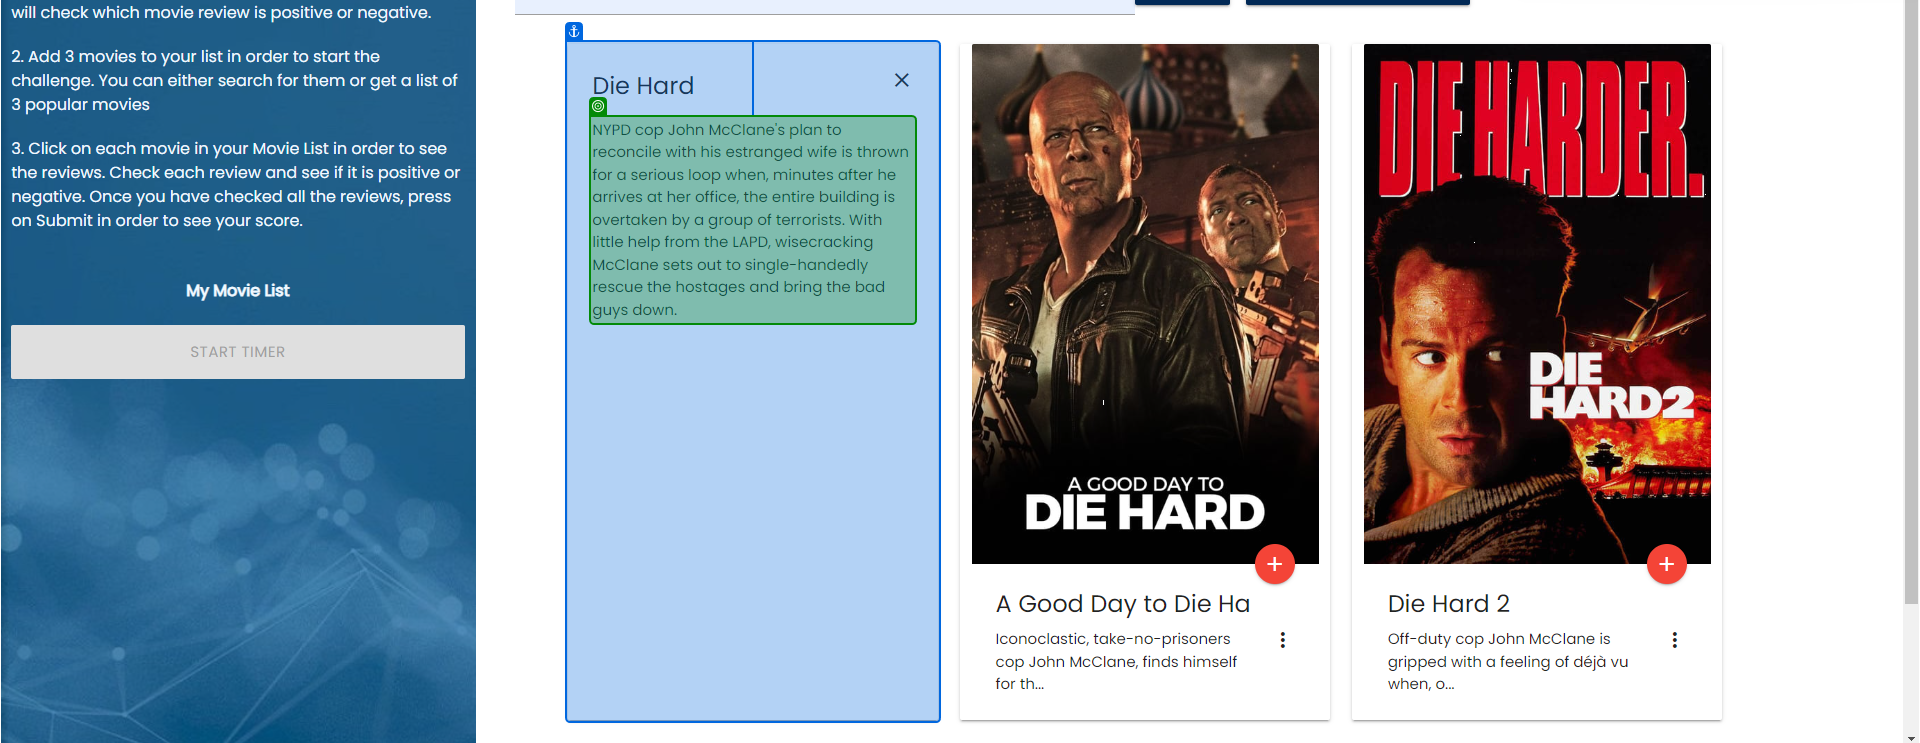 will check which movie review is positive or negative.
2. Add 3 movies to your list in order to start the
challenge. You can either search for them or get a list of
3 popular movies
3. Click on each movie in your Movie List in order to see
the reviews. Check each review and see if it is positive or
negative. Once you have checked all the reviews, press
on Submit in order to see your score.
My Movie List
START TIMER
Die Hard
NYPD cop John McClane's plan to
reconcile with his estranged wife is thrown
for a serious loop when, minutes after he
arrives at her office, the entire building is
overtaken by a group of terrorists. With
little help from the LAPD, wisecracking
McClane sets out to single-handedly
rescue the hostages and bring the bad
guys down.
A GOOD DAY TO
DIE HARD
A Good Day to Die Ha
Iconoclastic, take-no-prisoners
cop John McClane, finds himself
for th...
DIE HARDER.
DIE
HARD2
Die Hard 2
Off-duty cop John McClane is
gripped with a feeling of déjà vu
when, o...